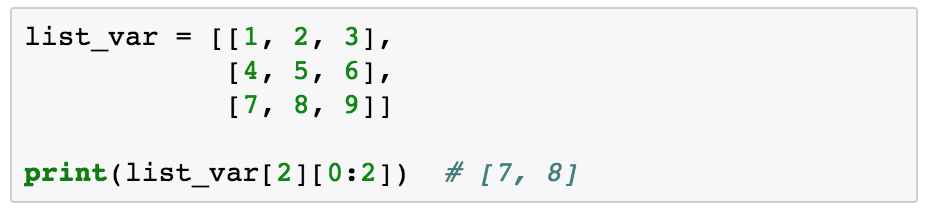 list_var = [[1, 2, 3],
            [4, 5, 6],
            [7, 8, 9]]

print(list_var[2][0:2])  # [7, 8]